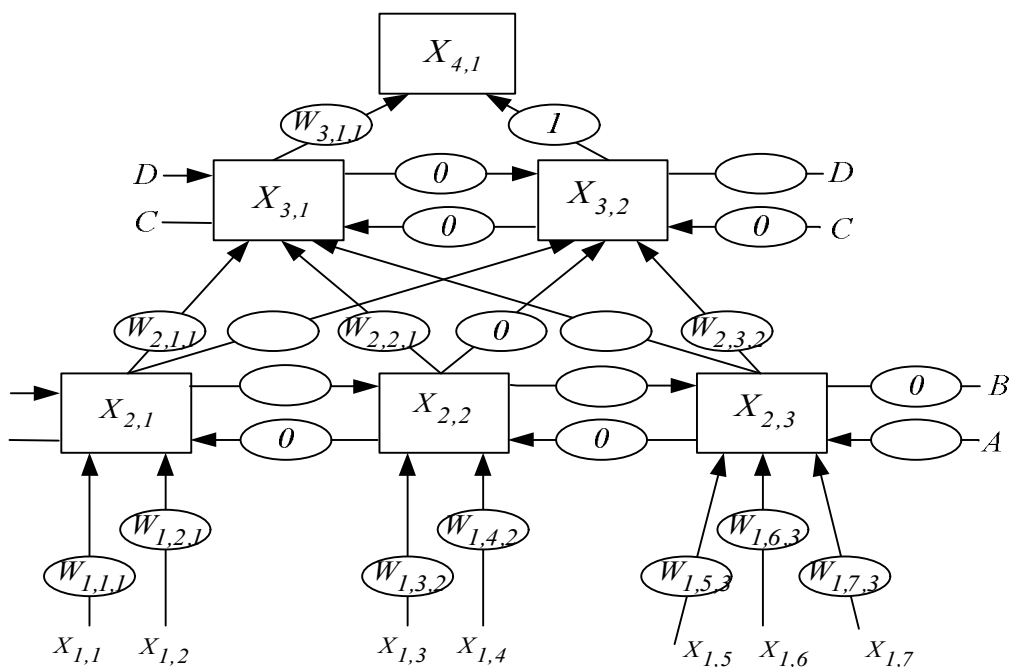 X4,1
W3,1,1 1
D 0 D
X3,1 X3,2
C 0 0 C
W2,1,1 W2,2,1 0 W2,3,2
0 B
X2,1 X2,2 X2,3
0 0 A
W1,2,1 W1,4,2 W1,6,3
W1,1,1 W1,3,2 W1,5,3 W1,7,3
X1,1 X1,2 X1,3 X1,4 X1,5 X1,6 X1,7